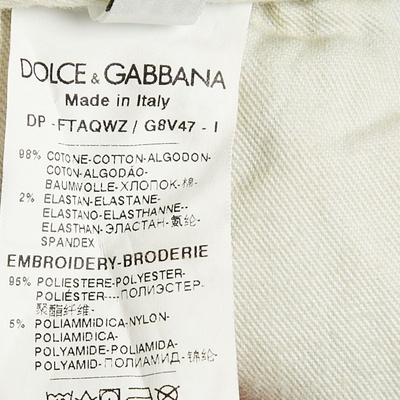 DOLCE & GABBANA
Made in Italy
DP -FTAQWZ / G8V47 - I
98% COTONE-COTTON-ALGODON-
COTON-ALGODÃO-
BAUMWOLLE-ХЛОПОК-棉-
2% ELASTAN-ELASTANE-
ELASTANO-ELASTHANNE--
ELASTHAN-ЭЛАСТАН-氨纶-
SPANDEX
EMBROIDERY-BRODERIE
95% POLIESTERE-POLYESTER-
POLIÉSTER----ПОЛИЭСТЕР-
聚酯纤维-
5% POLIAMMIDICA-NYLON-
POLIAMIDICA-
POLYAMIDE-POLIAMIDA-
POLYAMID-ПОЛИАМИД-锦纶-